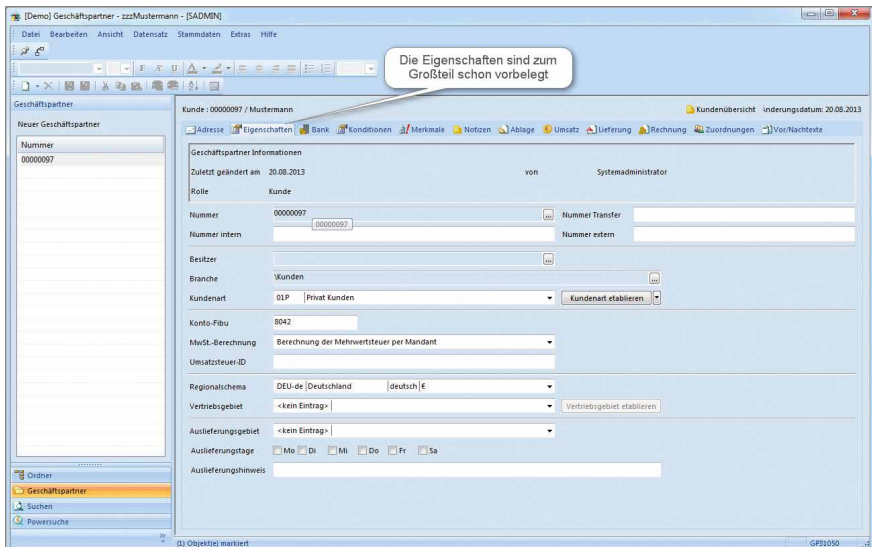 [Demo] Geschäftspartner - zzzMustermann - [SADMIN]
Datei Bearbeiten Ansicht Datensatz Stammdaten Extras Hilfe
Die Eigenschaften sind zum
Großteil schon vorbelegt
F K U
Geschäftspartner
Neuer Geschäftspartner
Nummer
00000097
Kunde : 00000097 / Mustermann
Kundenübersicht
inderungsdatum: 20.08.2013
Adresse Eigenschaften Bank Konditionen Merkmale Notizen Ablage Umsatz Lieferung Rechnung Zuordnungen Vor/Nachtexte
Geschäftspartner Informationen
Zuletzt geändert am 20.08.2013 von Systemadministrator
Rolle Kunde
Nummer 00000097 ... Nummer Transfer
00000097
Nummer intern Nummer extern
Besitzer ...
Branche \Kunden ...
Kundenart 01P Privat Kunden Kundenart etablieren
Konto-Fibu 8042
MwSt.-Berechnung Berechnung der Mehrwertsteuer per Mandant
Umsatzsteuer-ID
Regionalschema DEU-de Deutschland deutsch €
Vertriebsgebiet <kein Eintrag> Vertriebsgebiet etablieren
Auslieferungsgebiet <kein Eintrag>
Auslieferungstage Mo Di Mi Do Fr Sa
Auslieferungshinweis
Ordner
Geschäftspartner
Suchen
Powersuche
(1) Objekt(e) markiert
GP31050